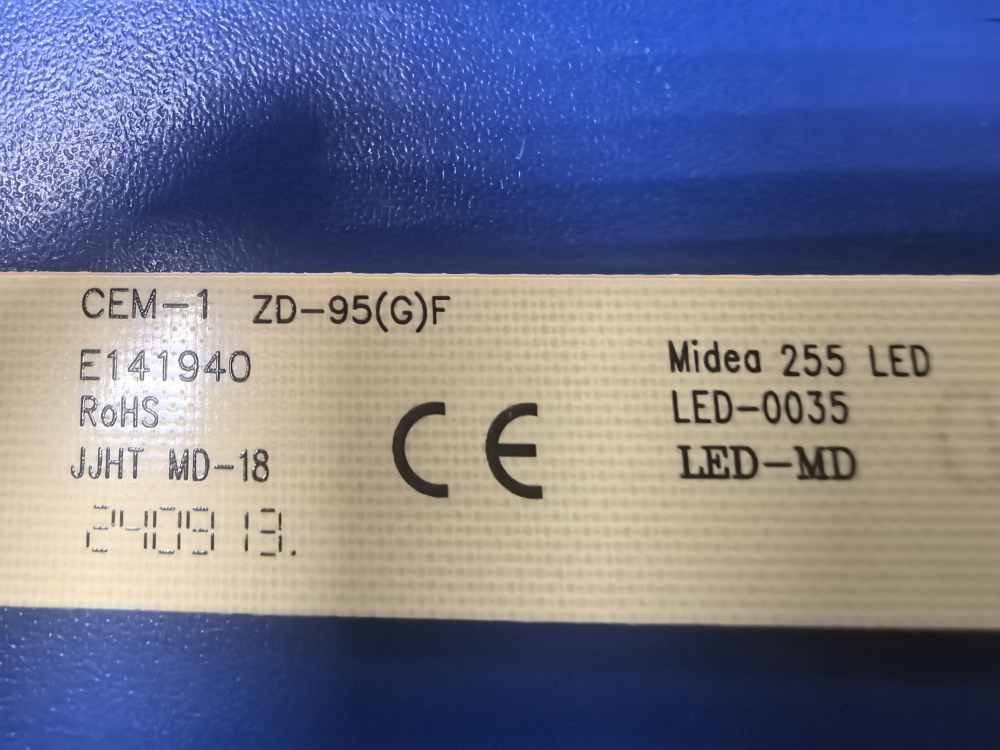 CEM-1 ZD-95(G)F
E141940
RoHS
JJHT MD-18
240913.
CE
Midea 255 LED
LED-0035
LED-MD